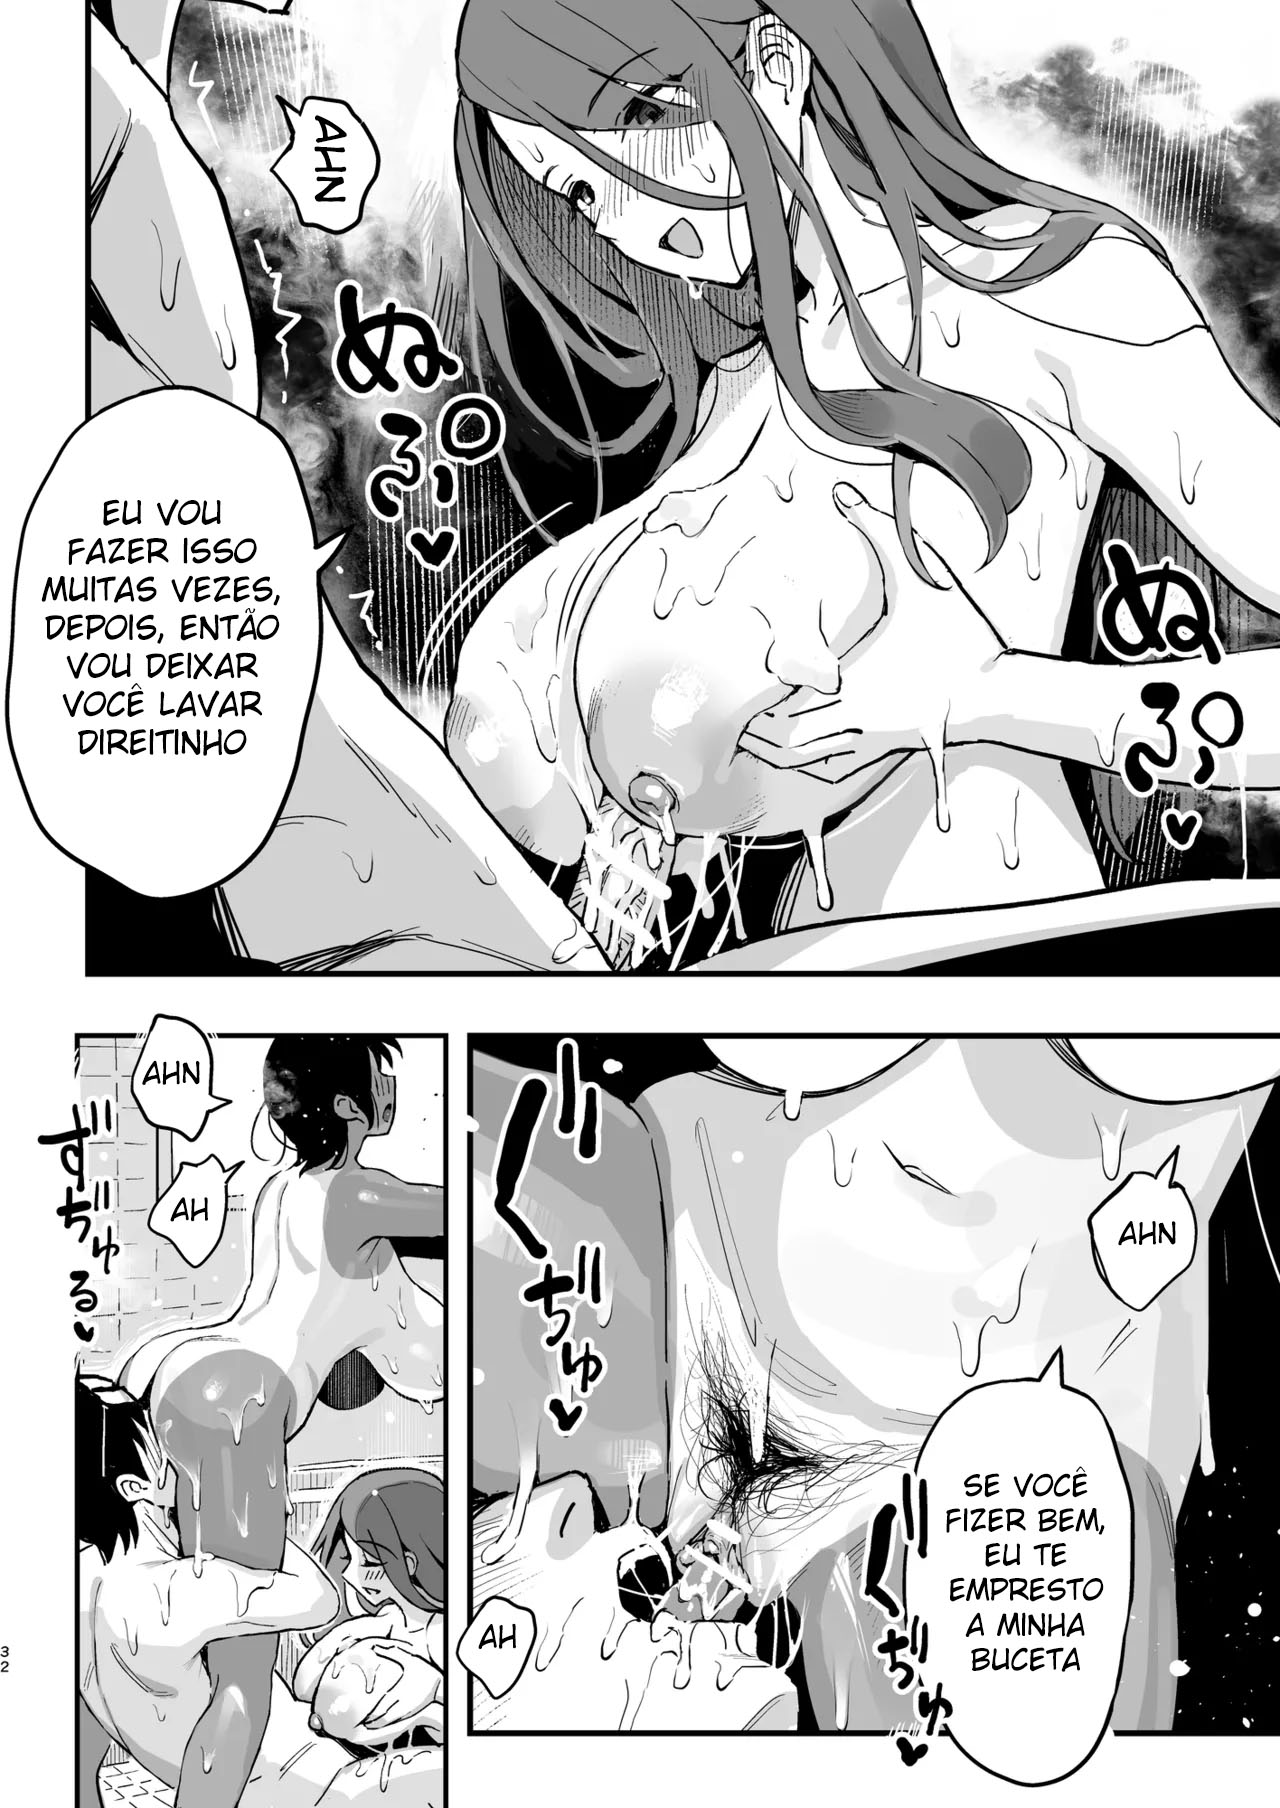 AHN
ぬ
ぷ♡
EU VOU
FAZER ISSO
MUITAS VEZES,
DEPOIS, ENTÃO
VOU DEIXAR
VOCÊ LAVAR
DIREITINHO
ぬ
ぷ♡
AHN
AH
ずぢゅる♡
ぢゅ♡
AHN
SE VOCÊ
FIZER BEM,
EU TE
EMPRESTO
A MINHA
BUCETA
AH
ぢゅ♡
32